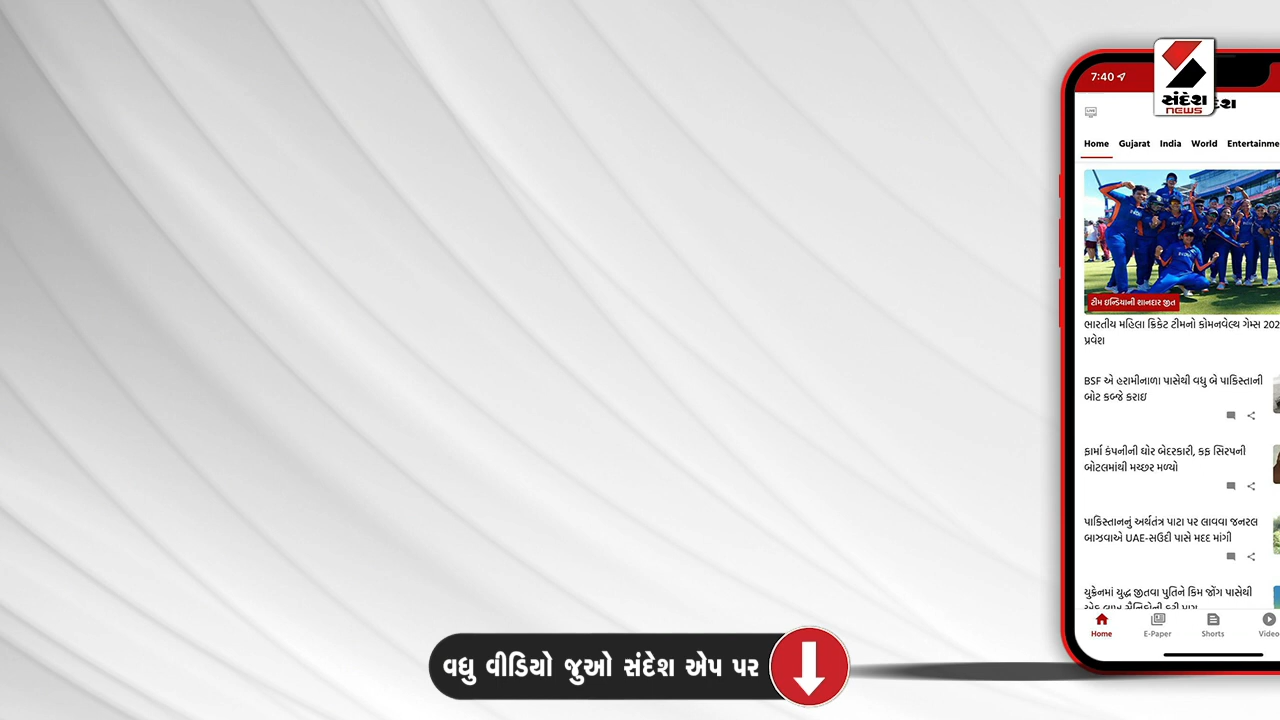 7:40
સંદેશ
NEWS
દેશ
LIVE
Home Gujarat India World Entertainme
ટીમ ઇન્ડિયાની શાનદાર જીત
ભારતીય મહિલા ક્રિકેટ ટીમનો કોમનવેલ્થ ગેમ્સ 202
પ્રવેશ
BSF એ હરામીનાળા પાસેથી વધુ બે પાકિસ્તાની
બોટ કબ્જે કરાઇ
ફાર્મા કંપનીની ઘોર બેદરકારી, કફ સિરપની
બોટલમાંથી મચ્છર મળ્યો
પાકિસ્તાનનું અર્થતંત્ર પાટા પર લાવવા જનરલ
બાઝવાએ UAE-સઉદી પાસે મદદ માંગી
યુક્રેનમાં યુદ્ધ જીતવા પુતિને કિમ જોંગ પાસેથી
Home E-Paper Shorts Video
વધુ વીડિયો જુઓ સંદેશ એપ પર